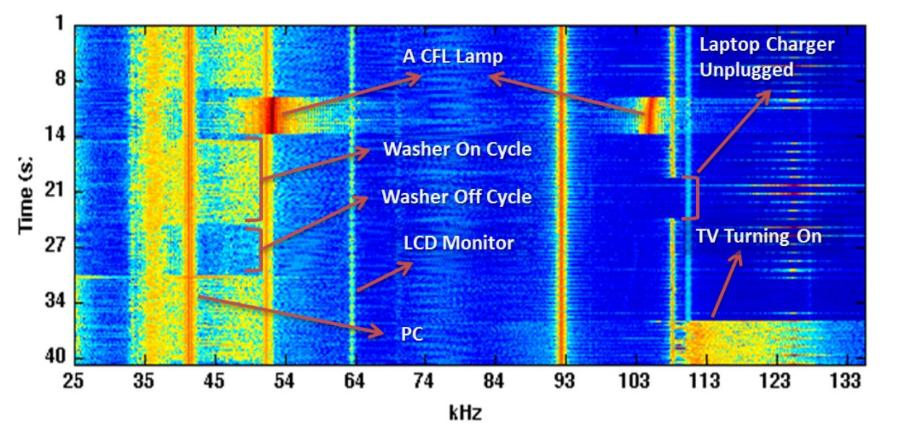 1
8
14
21
27
34
40
Time (s:
A CFL Lamp
Laptop Charger
Unplugged
Washer On Cycle
Washer Off Cycle
LCD Monitor
TV Turning On
PC
25 35 45 54 64 74 84 93 103 113 123 133
kHz